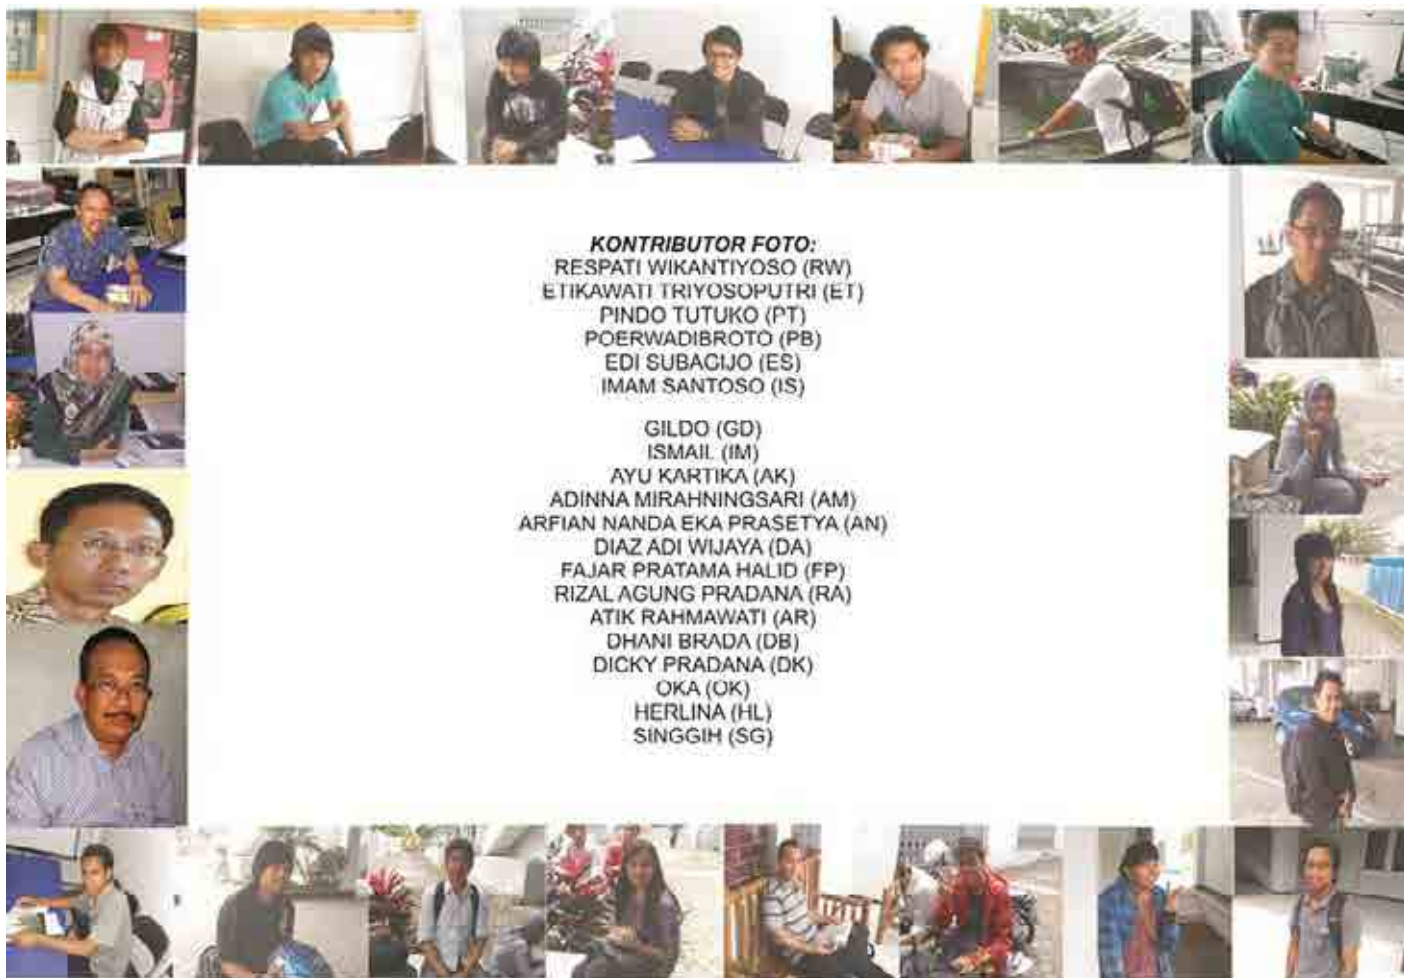 KONTRIBUTOR FOTO:
RESPATI WIKANTIYOSO (RW)
ETIKAWATI TRIYOSOPUTRI (ET)
PINDO TUTUKO (PT)
POERWADIBROTO (PB)
EDI SUBAGIJO (ES)
IMAM SANTOSO (IS)
GILDO (GD)
ISMAIL (IM)
AYU KARTIKA (AK)
ADINNA MIRAHNINGSARI (AM)
ARFIAN NANDA EKA PRASETYA (AN)
DIAZ ADI WIJAYA (DA)
FAJAR PRATAMA HALID (FP)
RIZAL AGUNG PRADANA (RA)
ATIK RAHMAWATI (AR)
DHANI BRADA (DB)
DICKY PRADANA (DK)
OKA (OK)
HERLINA (HL)
SINGGIH (SG)